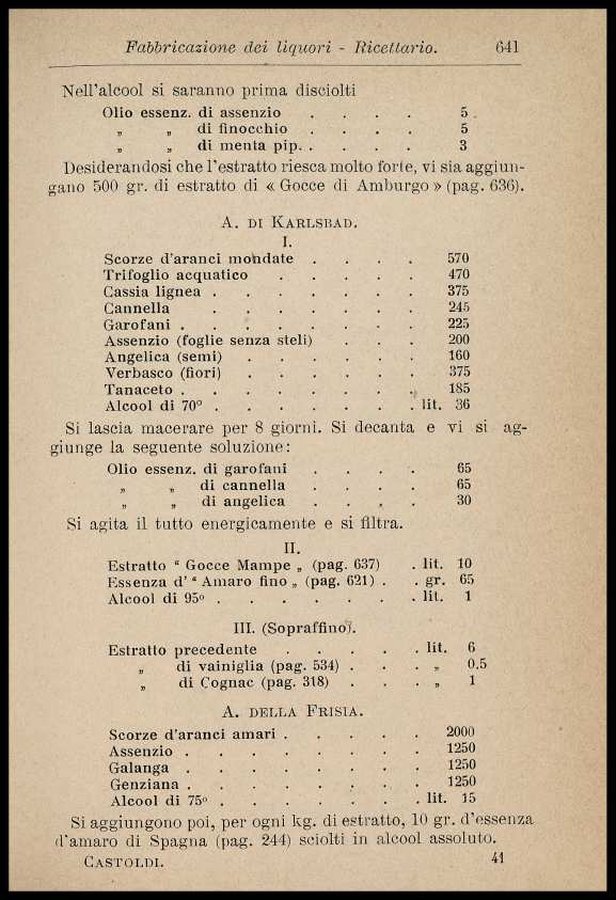 Fabbricazione dei liquori - Ricettario. 641
Nell'alcool si saranno prima disciolti
Olio essenz. di assenzio . . . . 5
„ „ di finocchio . . . . 5
„ „ di menta pip. . . . . 3
Desiderandosi che l'estratto riesca molto forte, vi sia aggiun-
gano 500 gr. di estratto di « Gocce di Amburgo » (pag. 636).
A. DI KARLSBAD.
I.
Scorze d'aranci mondate . . . . 570
Trifoglio acquatico . . . . . 470
Cassia lignea . . . . . . . 375
Cannella . . . . . . . 245
Garofani . . . . . . . . 225
Assenzio (foglie senza steli) . . . 200
Angelica (semi) . . . . . . 160
Verbasco (fiori) . . . . . . 375
Tanaceto . . . . . . . . 185
Alcool di 70° . . . . . . . lit. 36
Si lascia macerare per 8 giorni. Si decanta e vi si ag-
giunge la seguente soluzione:
Olio essenz. di garofani . . . . 65
„ „ di cannella . . . . 65
„ „ di angelica . . . . 30
Si agita il tutto energicamente e si filtra.
II.
Estratto “ Gocce Mampe „ (pag. 637) . lit. 10
Essenza d' “ Amaro fino „ (pag. 621) . . gr. 65
Alcool di 95° . . . . . . . lit. 1
III. (Sopraffino).
Estratto precedente . . . . . lit. 6
„ di vainiglia (pag. 534) . . . „ 0.5
„ di Cognac (pag. 318) . . . „ 1
A. DELLA FRISIA.
Scorze d'aranci amari . . . . . 2000
Assenzio . . . . . . . . 1250
Galanga . . . . . . . . 1250
Genziana . . . . . . . . 1250
Alcool di 75° . . . . . . . lit. 15
Si aggiungono poi, per ogni kg. di estratto, 10 gr. d'essenza
d'amaro di Spagna (pag. 244) sciolti in alcool assoluto.
CASTOLDI. 41